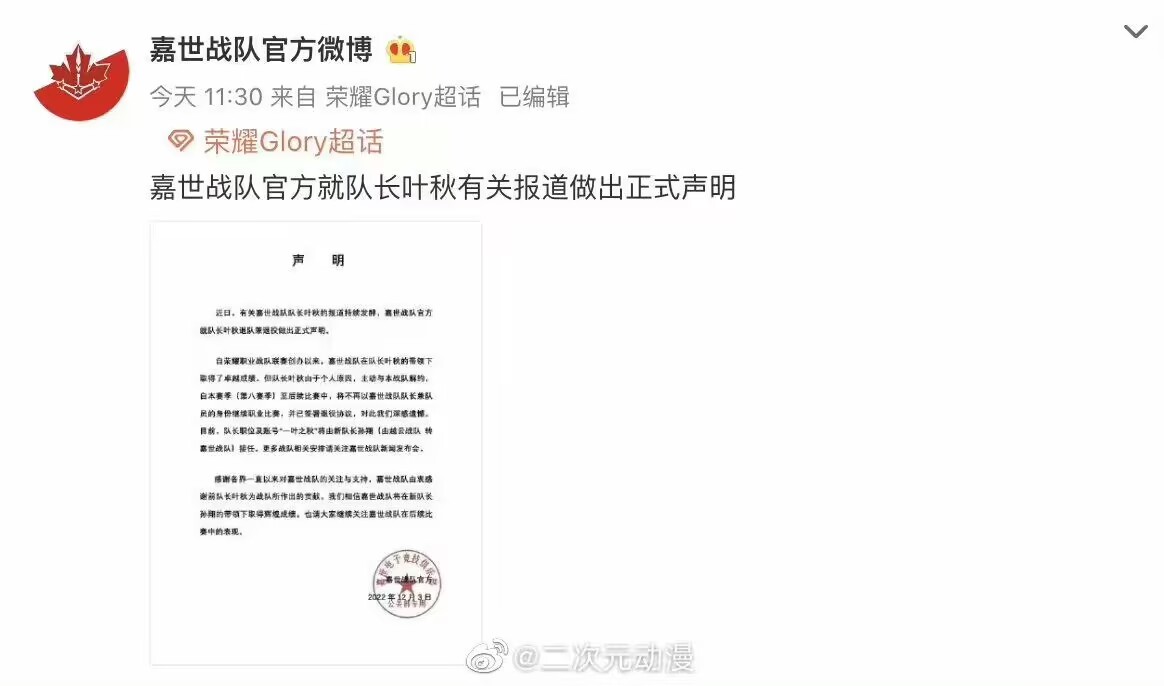 嘉世战队官方微博
今天 11:30 来自 荣耀Glory超话 已编辑
荣耀Glory超话
嘉世战队官方就队长叶秋有关报道做出正式声明
声 明
近日，有关嘉世战队队长叶秋的报道持续发酵，嘉世战队官方
就队长叶秋退队兼退役做出正式声明。
自荣耀职业战队联赛创办以来，嘉世战队在队长叶秋的带领下
取得了卓越成绩。但队长叶秋由于个人原因，主动与本战队解约，
自本赛季（第八赛季）至后续比赛中，将不再以嘉世战队队长兼队
员的身份继续职业比赛，并已签署退役协议，对此我们深感遗憾。
目前，队长职位及账号“一叶之秋”将由新队长孙翔（由越云战队 转
嘉世战队）接任。更多战队相关安排请关注嘉世战队新闻发布会。
感谢各界一直以来对嘉世战队的关注与支持，嘉世战队由衷感
谢前队长叶秋为战队所作出的贡献。我们相信嘉世战队将在新队长
孙翔的带领下取得辉煌成绩。也请大家继续关注嘉世战队在后续比
赛中的表现。
嘉世电子竞技俱乐部
嘉世战队官方
2022年12月3日
@二次元动漫